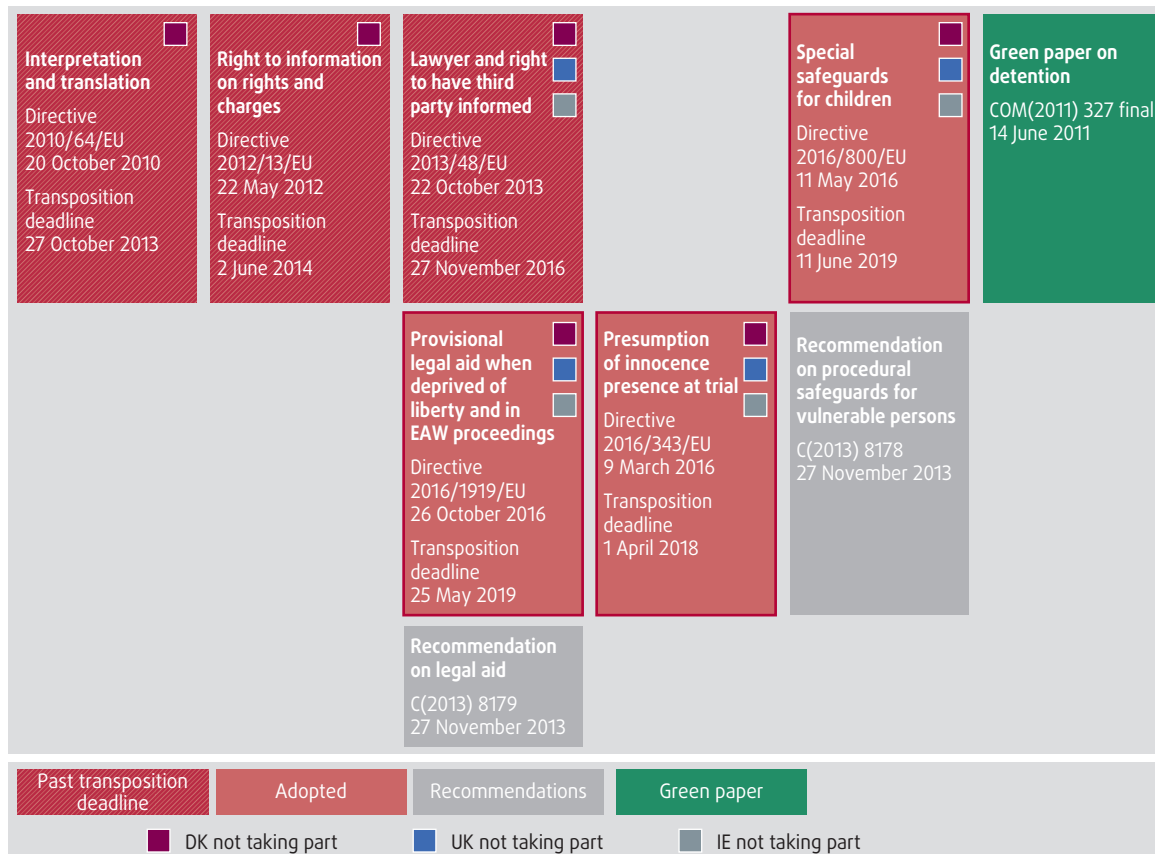 Interpretation
and translation
Directive
2010/64/EU
20 October 2010
Transposition
deadline
27 October 2013
Right to information
on rights and
charges
Directive
2012/13/EU
22 May 2012
Transposition
deadline
2 June 2014
Lawyer and right
to have third
party informed
Directive
2013/48/EU
22 October 2013
Transposition
deadline
27 November 2016
Special
safeguards
for children
Directive
2016/800/EU
11 May 2016
Transposition
deadline
11 June 2019
Green paper on
detention
COM(2011) 327 final
14 June 2011
Provisional
legal aid when
deprived of
liberty and in
EAW proceedings
Directive
2016/1919/EU
26 October 2016
Transposition
deadline
25 May 2019
Presumption
of innocence
presence at trial
Directive
2016/343/EU
9 March 2016
Transposition
deadline
1 April 2018
Recommendation
on procedural
safeguards for
vulnerable persons
C(2013) 8178
27 November 2013
Recommendation
on legal aid
C(2013) 8179
27 November 2013
Past transposition
deadline
Adopted
Recommendations
Green paper
DK not taking part
UK not taking part
IE not taking part